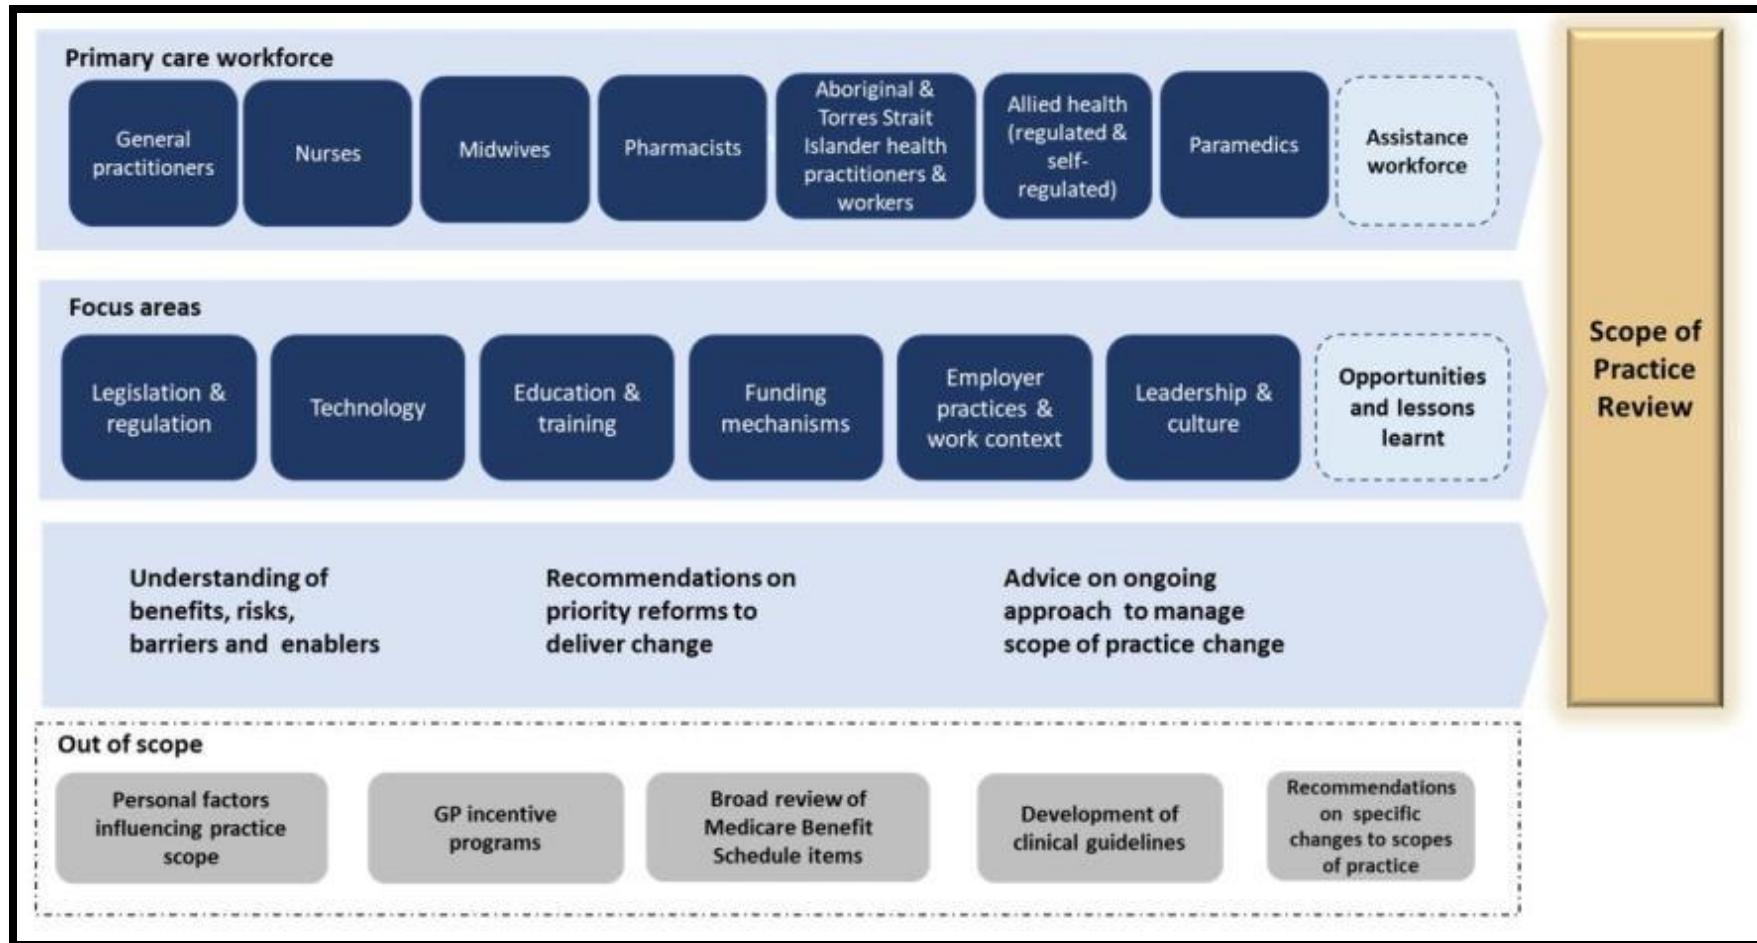 Primary care workforce
General
practitioners
Nurses
Midwives
Pharmacists
Aboriginal &
Torres Strait
Islander health
practitioners &
workers
Allied health
(regulated &
self-
regulated)
Paramedics
Assistance
workforce
Focus areas
Legislation &
regulation
Technology
Education &
training
Funding
mechanisms
Employer
practices &
work context
Leadership &
culture
Opportunities
and lessons
learnt
Understanding of
benefits, risks,
barriers and enablers
Recommendations on
priority reforms to
deliver change
Advice on ongoing
approach to manage
scope of practice change
Scope of
Practice
Review
Out of scope
Personal factors
influencing practice
scope
GP incentive
programs
Broad review of
Medicare Benefit
Schedule items
Development of
clinical guidelines
Recommendations
on specific
changes to scopes
of practice